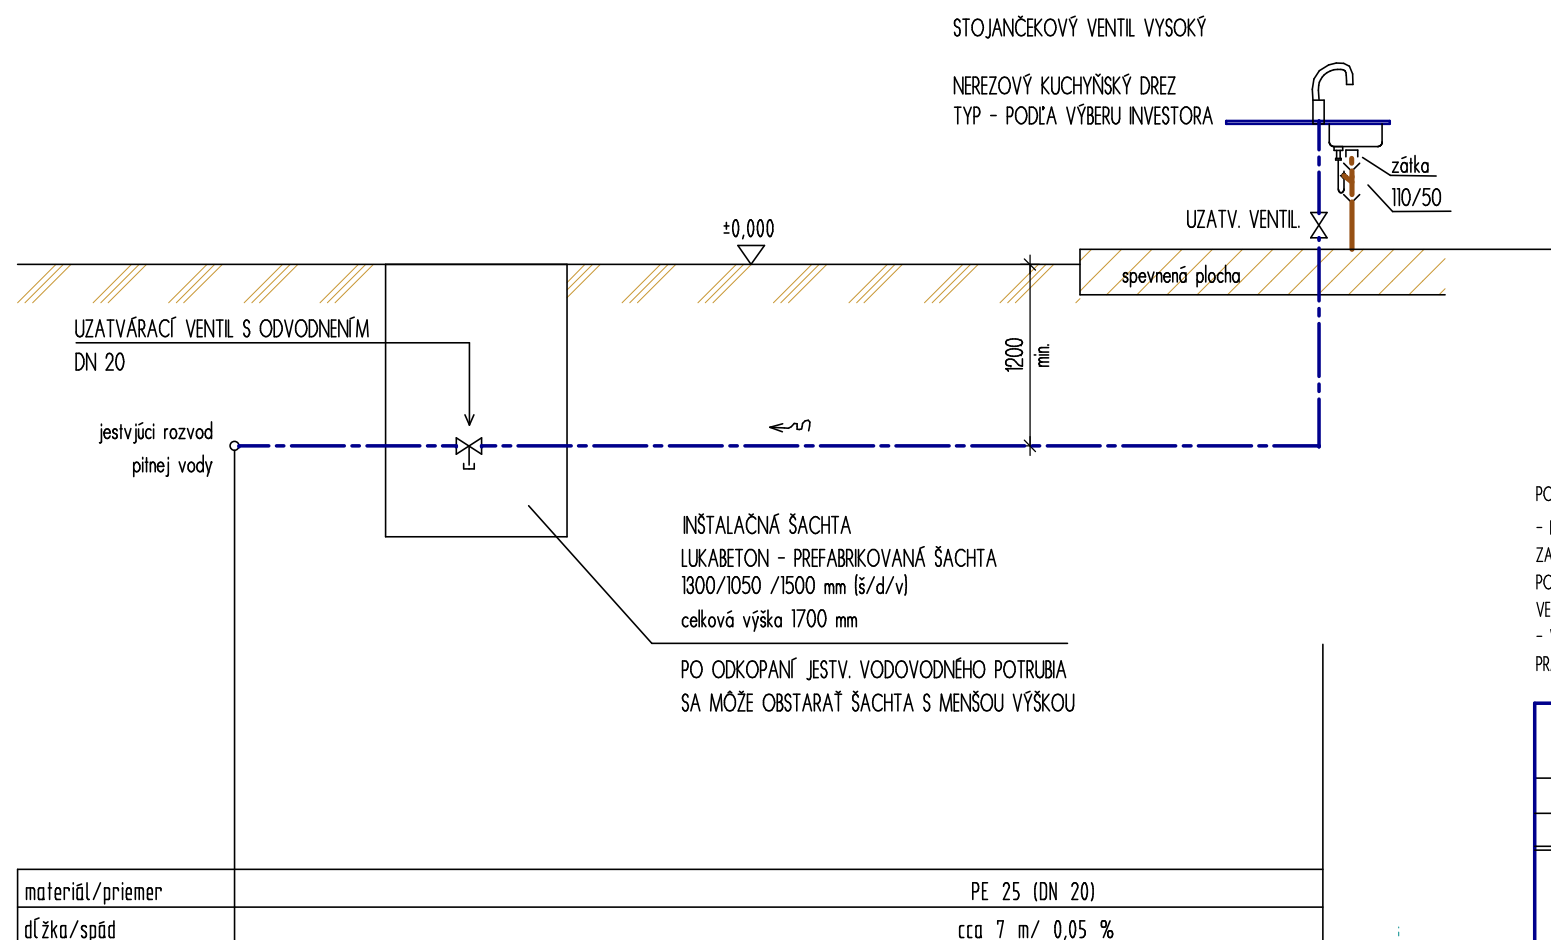 STOJANČEKOVÝ VENTIL VYSOKÝ
NEREZOVÝ KUCHYŇSKÝ DREZ
TYP - PODĽA VÝBERU INVESTORA
zátka
110/50
UZATV. VENTIL.
±0,000
spevnená plocha
UZATVÁRACÍ VENTIL S ODVODNENÍM
DN 20
1200
min.
jestvjúci rozvod
pitnej vody
INŠTALAČNÁ ŠACHTA
LUKABETON - PREFABRIKOVANÁ ŠACHTA
1300/1050 /1500 mm (š/d/v)
celková výška 1700 mm
PO ODKOPANÍ JESTV. VODOVODNÉHO POTRUBIA
SA MÔŽE OBSTARAŤ ŠACHTA S MENŠOU VÝŠKOU
materiál/priemer
PE 25 (DN 20)
dĺžka/spád
cca 7 m/ 0,05 %